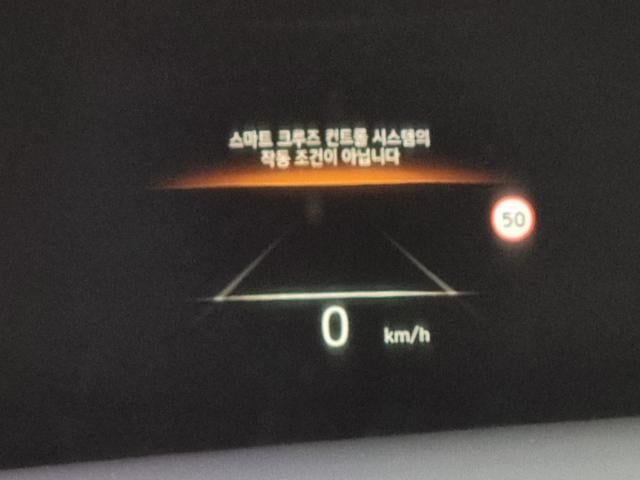 스마트 크루즈 컨트롤 시스템의
작동 조건이 아닙니다
50
0 km/h